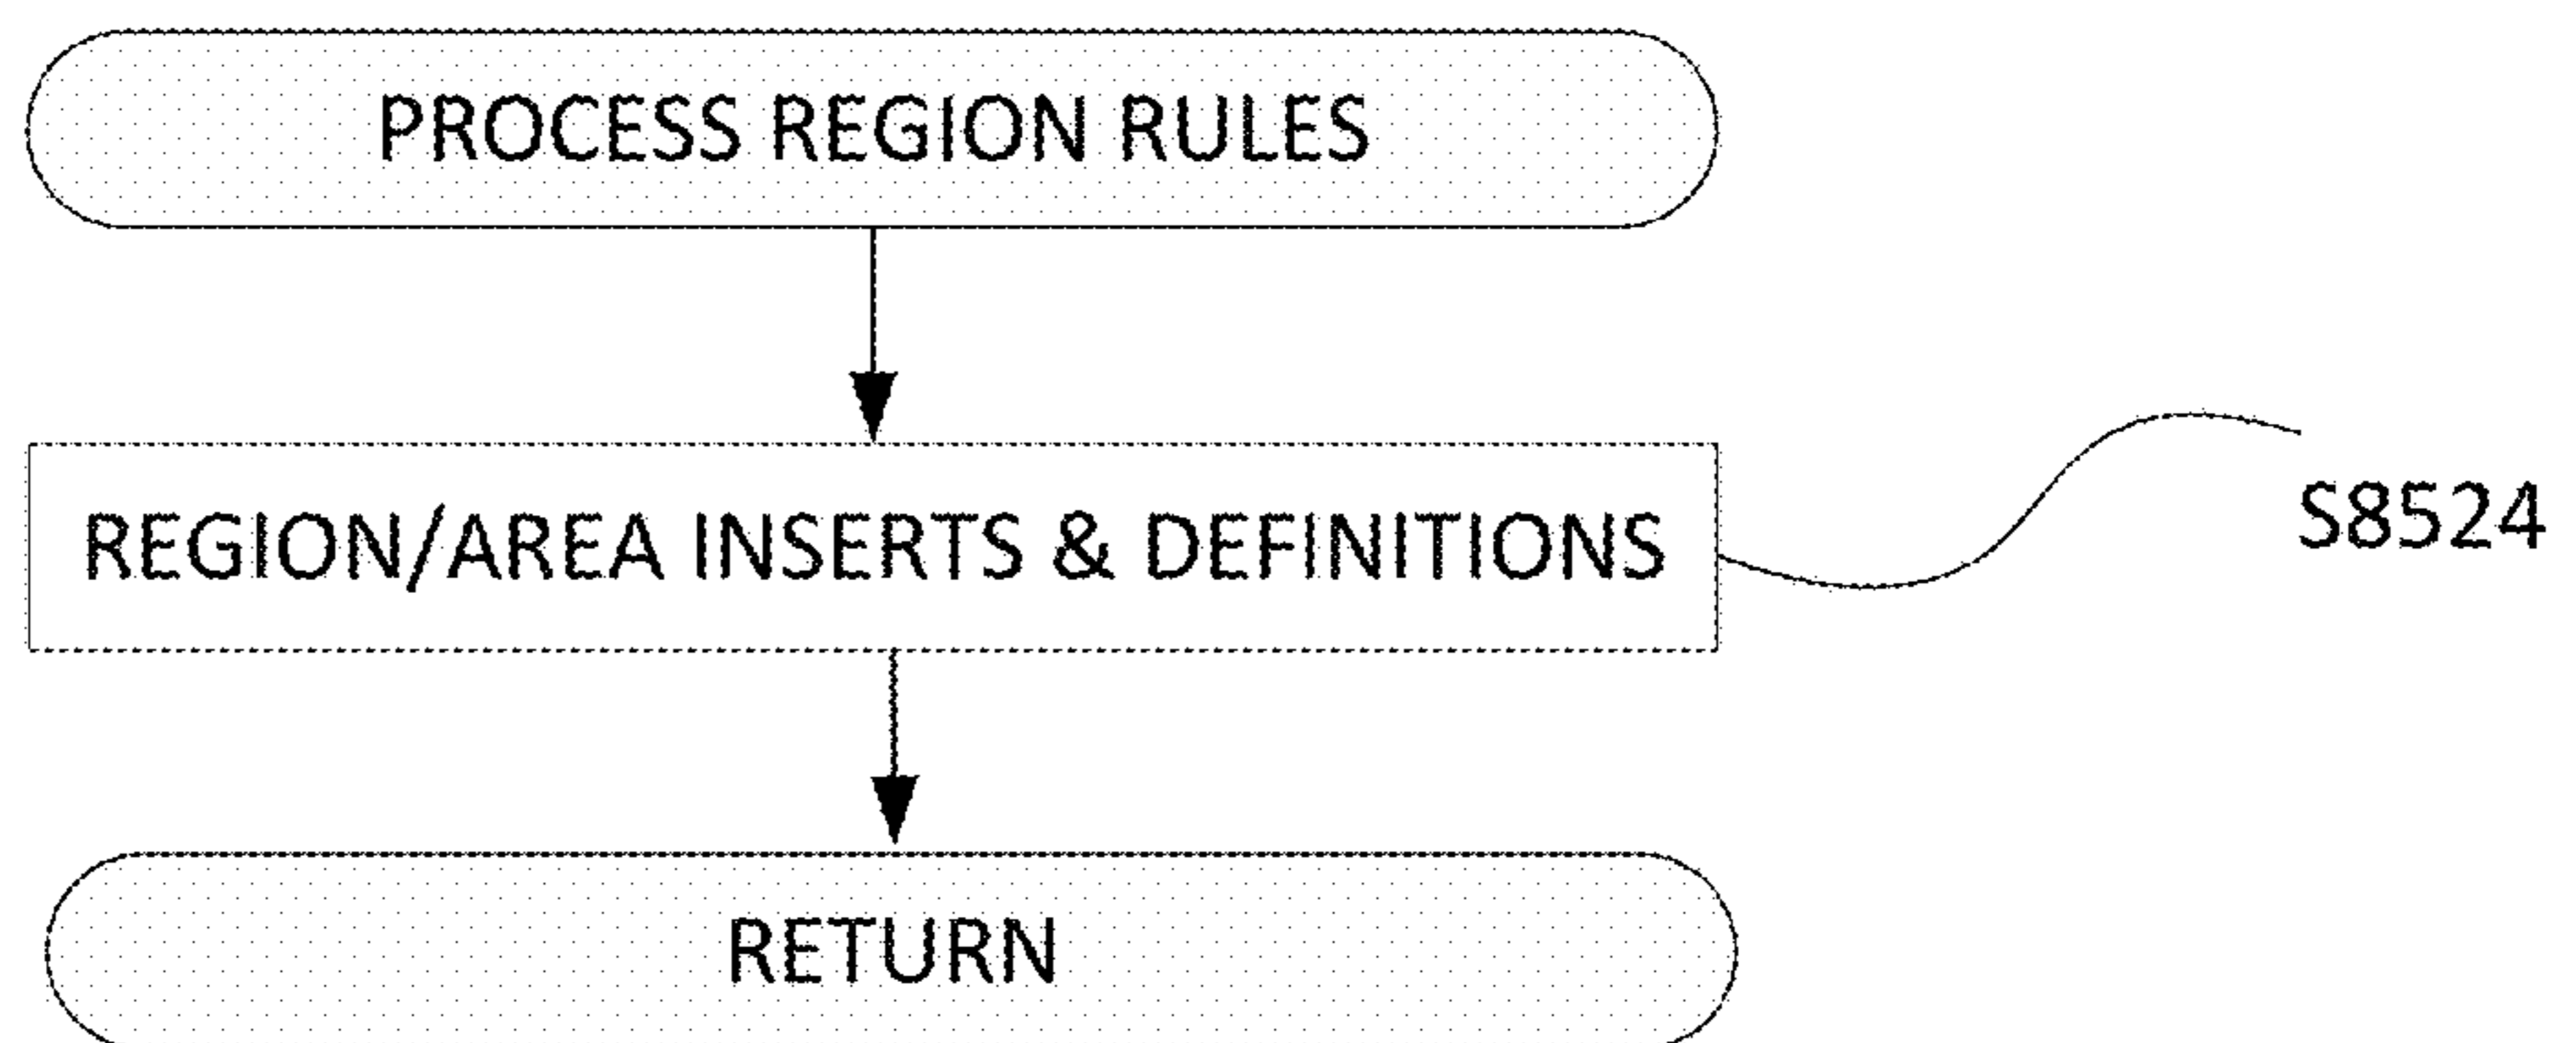 PROCESS REGION RULES
REGION/AREA INSERTS & DEFINITIONS
S8524
RETURN